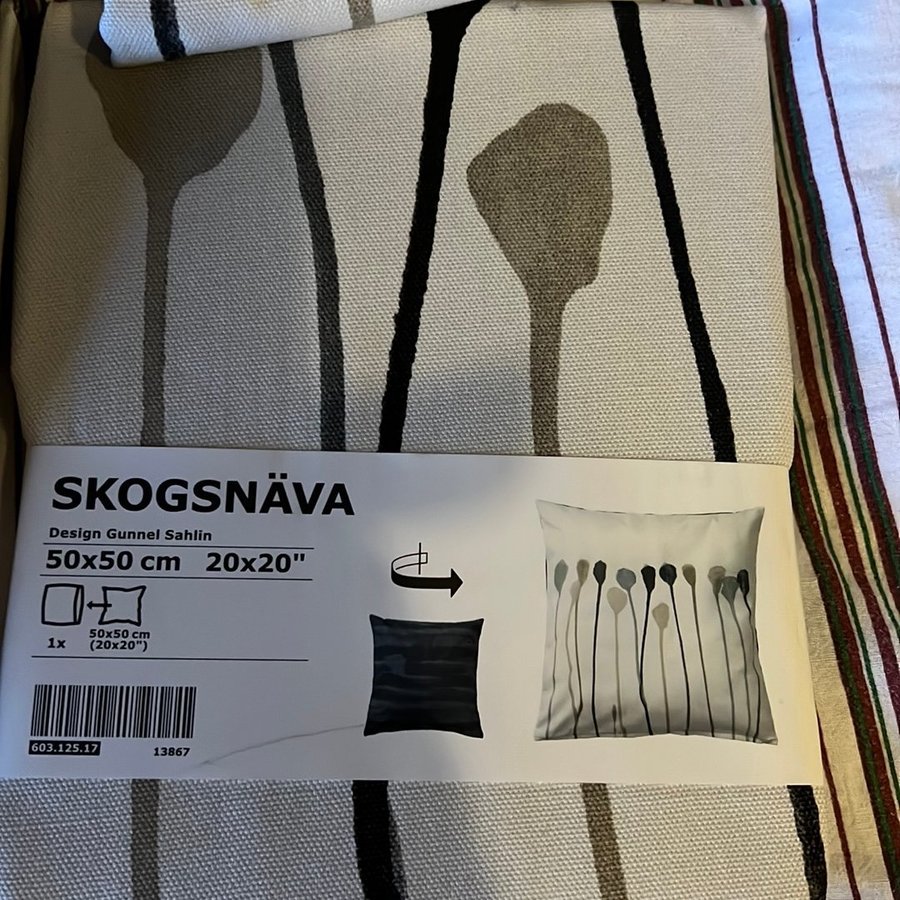 SKOGSNÄVA
Design Gunnel Sahlin
50x50 cm 20x20"
1x
50x50 cm
(20x20")
603.125.17 13867